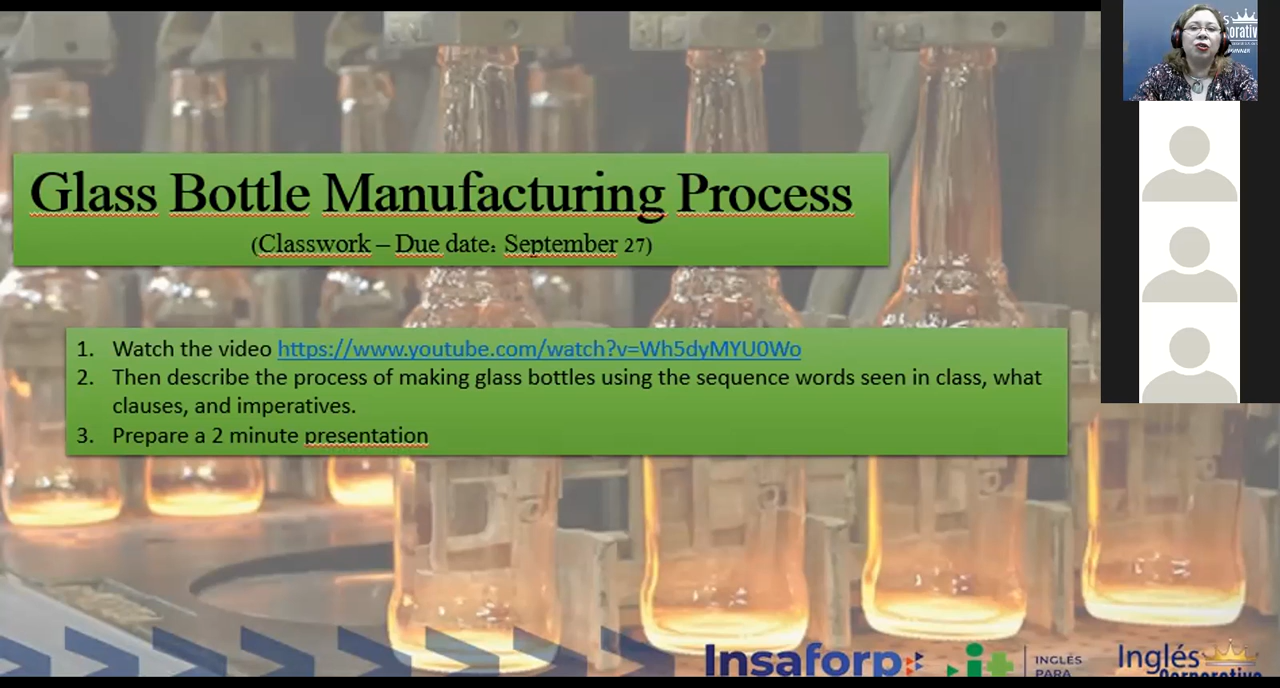 Glass Bottle Manufacturing Process
(Classwork – Due date: September 27)
1. Watch the video https://www.youtube.com/watch?v=Wh5dyMYU0Wo
2. Then describe the process of making glass bottles using the sequence words seen in class, what
clauses, and imperatives.
3. Prepare a 2 minute presentation
Insaforp
INGLÉS
PARA
Inglés
Corporativo